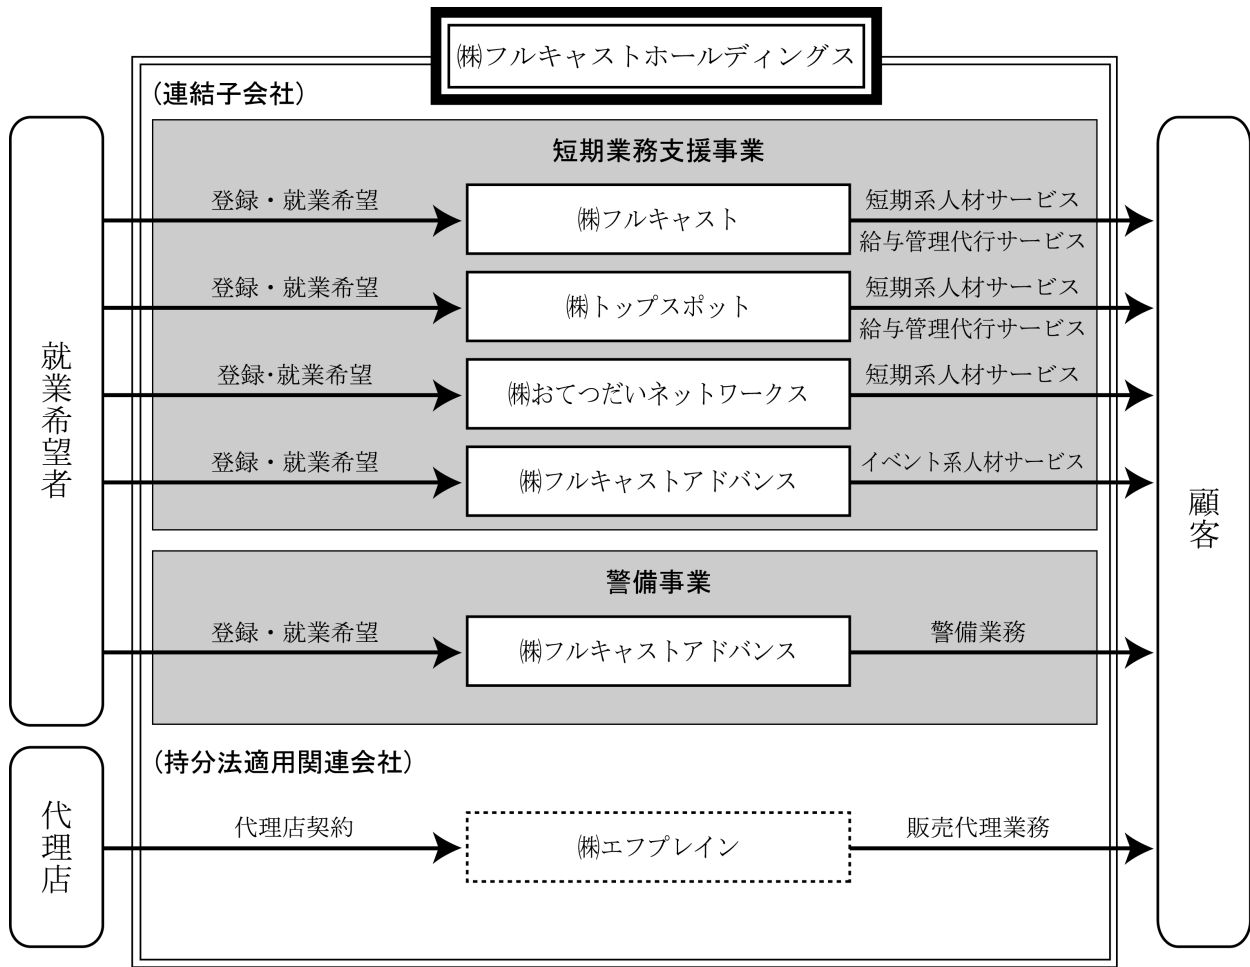 ㈱フルキャストホールディングス
(連結子会社)
短期業務支援事業
登録・就業希望
㈱フルキャスト
短期系人材サービス
給与管理代行サービス
登録・就業希望
㈱トップスポット
短期系人材サービス
給与管理代行サービス
登録・就業希望
㈱おてつだいネットワークス
短期系人材サービス
登録・就業希望
㈱フルキャストアドバンス
イベント系人材サービス
就業希望者
顧客
警備事業
登録・就業希望
㈱フルキャストアドバンス
警備業務
(持分法適用関連会社)
代理店
代理店契約
㈱エフプレイン
販売代理業務